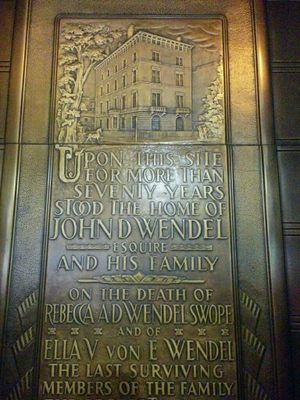 UPON THIS SITE
FOR MORE THAN
SEVENTY YEARS
STOOD THE HOME OF
JOHN D WENDEL
ESQUIRE
AND HIS FAMILY
ON THE DEATH OF
REBECCA A D WENDEL SWOPE
AND OF
ELLA V VON E WENDEL
THE LAST SURVIVING
MEMBERS OF THE FAMILY